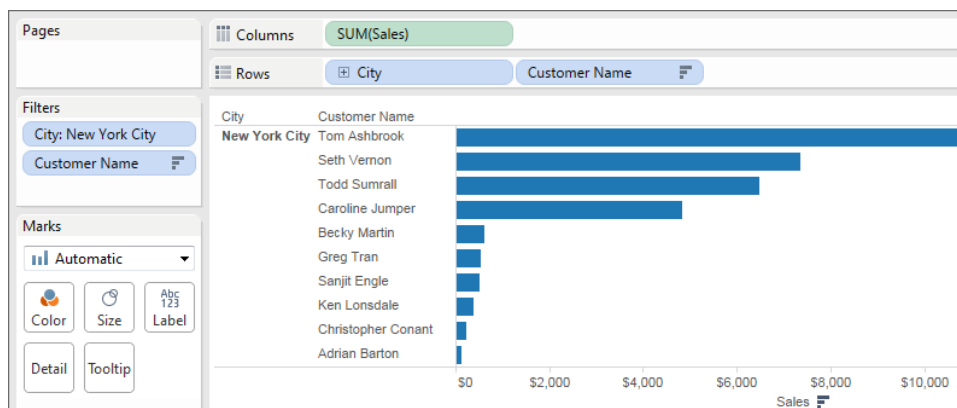 Pages
Columns
SUM(Sales)
Rows
City
Customer Name
Filters
City: New York City
Customer Name
Marks
Automatic
Color
Size
Abc
123
Label
Detail
Tooltip
City Customer Name
New York City Tom Ashbrook
Seth Vernon
Todd Sumrall
Caroline Jumper
Becky Martin
Greg Tran
Sanjit Engle
Ken Lonsdale
Christopher Conant
Adrian Barton
$0 $2,000 $4,000 $6,000 $8,000 $10,000
Sales